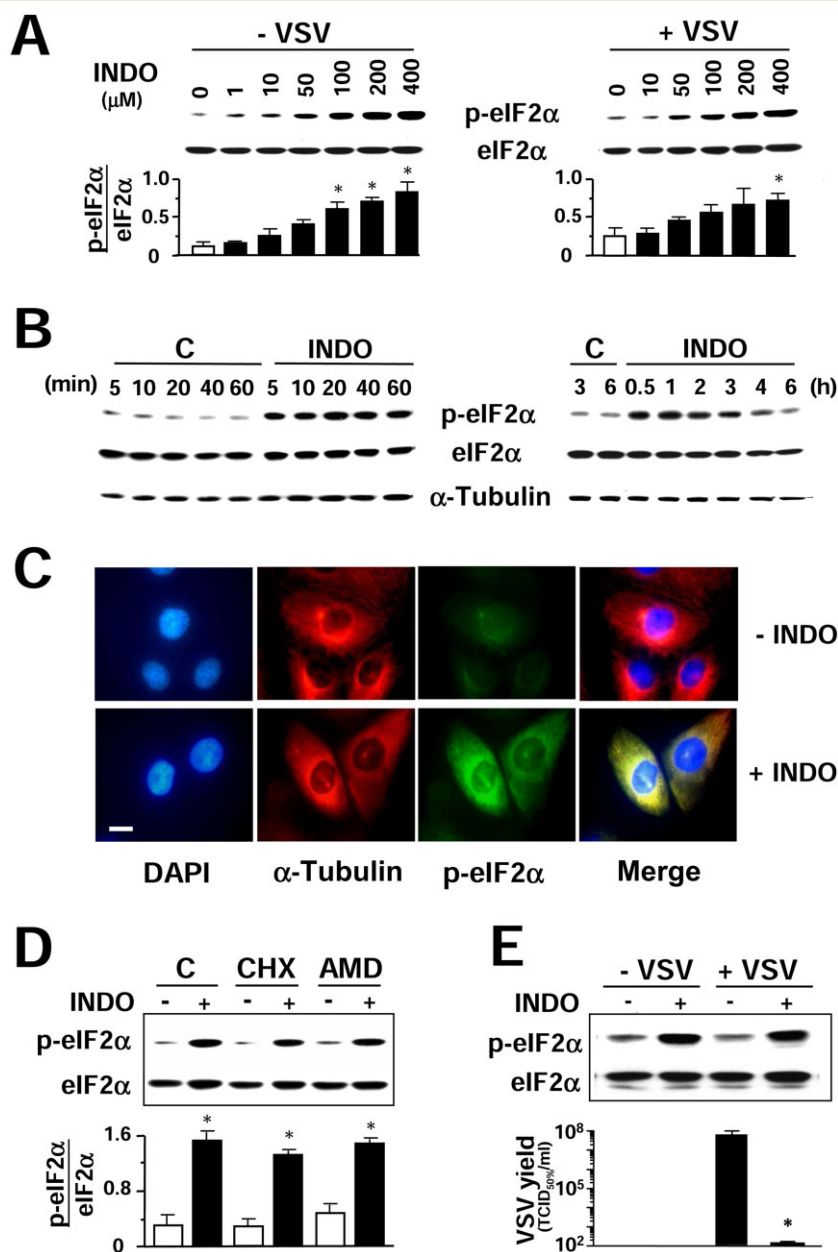 A
- VSV
+ VSV
INDO
(μM)
0 1 10 50 100 200 400
0 10 50 100 200 400
p-eIF2α
eIF2α
p-eIF2α
eIF2α
1.0
0.5
0
* * *
1.0
0.5
0
*
B
C INDO
C INDO
(min) 5 10 20 40 60 5 10 20 40 60
3 6 0.5 1 2 3 4 6 (h)
p-eIF2α
eIF2α
α-Tubulin
C
- INDO
+ INDO
DAPI α-Tubulin p-eIF2α Merge
D
C CHX AMD
INDO - + - + - +
p-eIF2α
eIF2α
p-eIF2α
eIF2α
1.6
0.8
0
* * *
E
- VSV + VSV
INDO - + - +
p-eIF2α
eIF2α
VSV yield
(TCID50%/ml)
10⁸
10⁵
10²
*